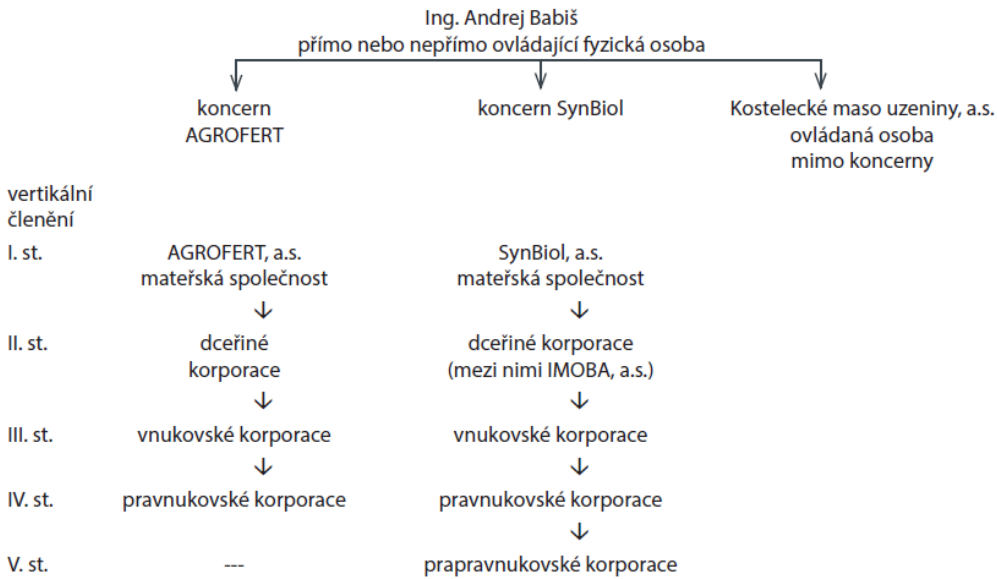 Ing. Andrej Babiš
přímo nebo nepřímo ovládající fyzická osoba
koncern
AGROFERT
koncern SynBiol
Kostelecké maso uzeniny, a.s.
ovládaná osoba
mimo koncerny
vertikální
členění
I. st.
AGROFERT, a.s.
mateřská společnost
SynBiol, a.s.
mateřská společnost
II. st.
dceřiné
korporace
dceřiné korporace
(mezi nimi IMOBA, a.s.)
III. st.
vnukovské korporace
vnukovské korporace
IV. st.
pravnukovské korporace
pravnukovské korporace
V. st.
---
prapravnukovské korporace